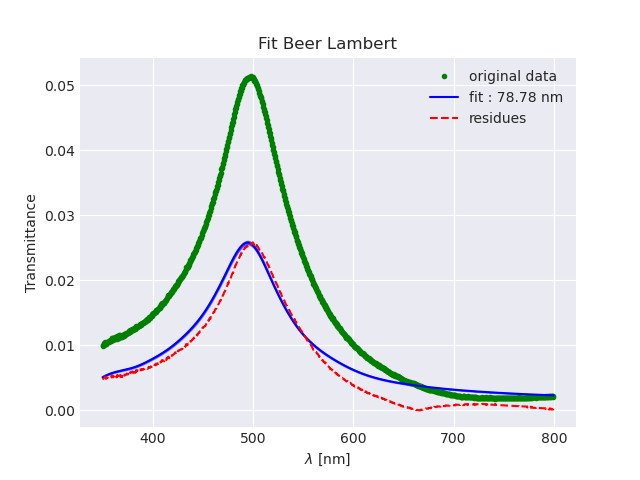 Fit Beer Lambert
original data
fit : 78.78 nm
residues
Transmittance
0.05
0.04
0.03
0.02
0.01
0.00
400 500 600 700 800
λ [nm]